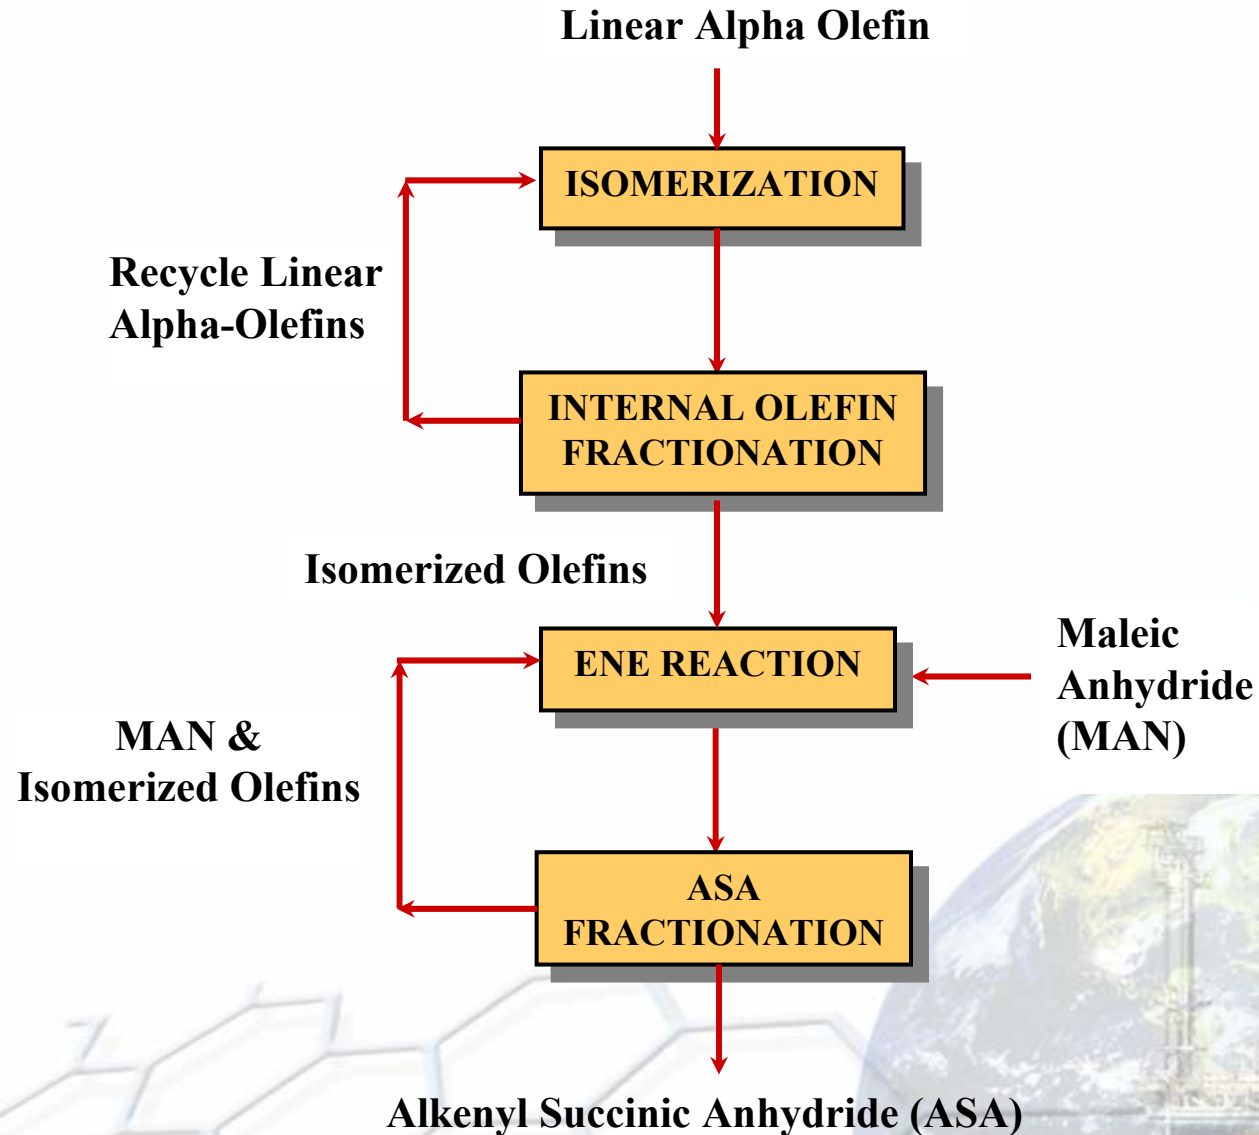 Linear Alpha Olefin
ISOMERIZATION
Recycle Linear
Alpha-Olefins
INTERNAL OLEFIN
FRACTIONATION
Isomerized Olefins
ENE REACTION
Maleic
Anhydride
(MAN)
MAN &
Isomerized Olefins
ASA
FRACTIONATION
Alkenyl Succinic Anhydride (ASA)